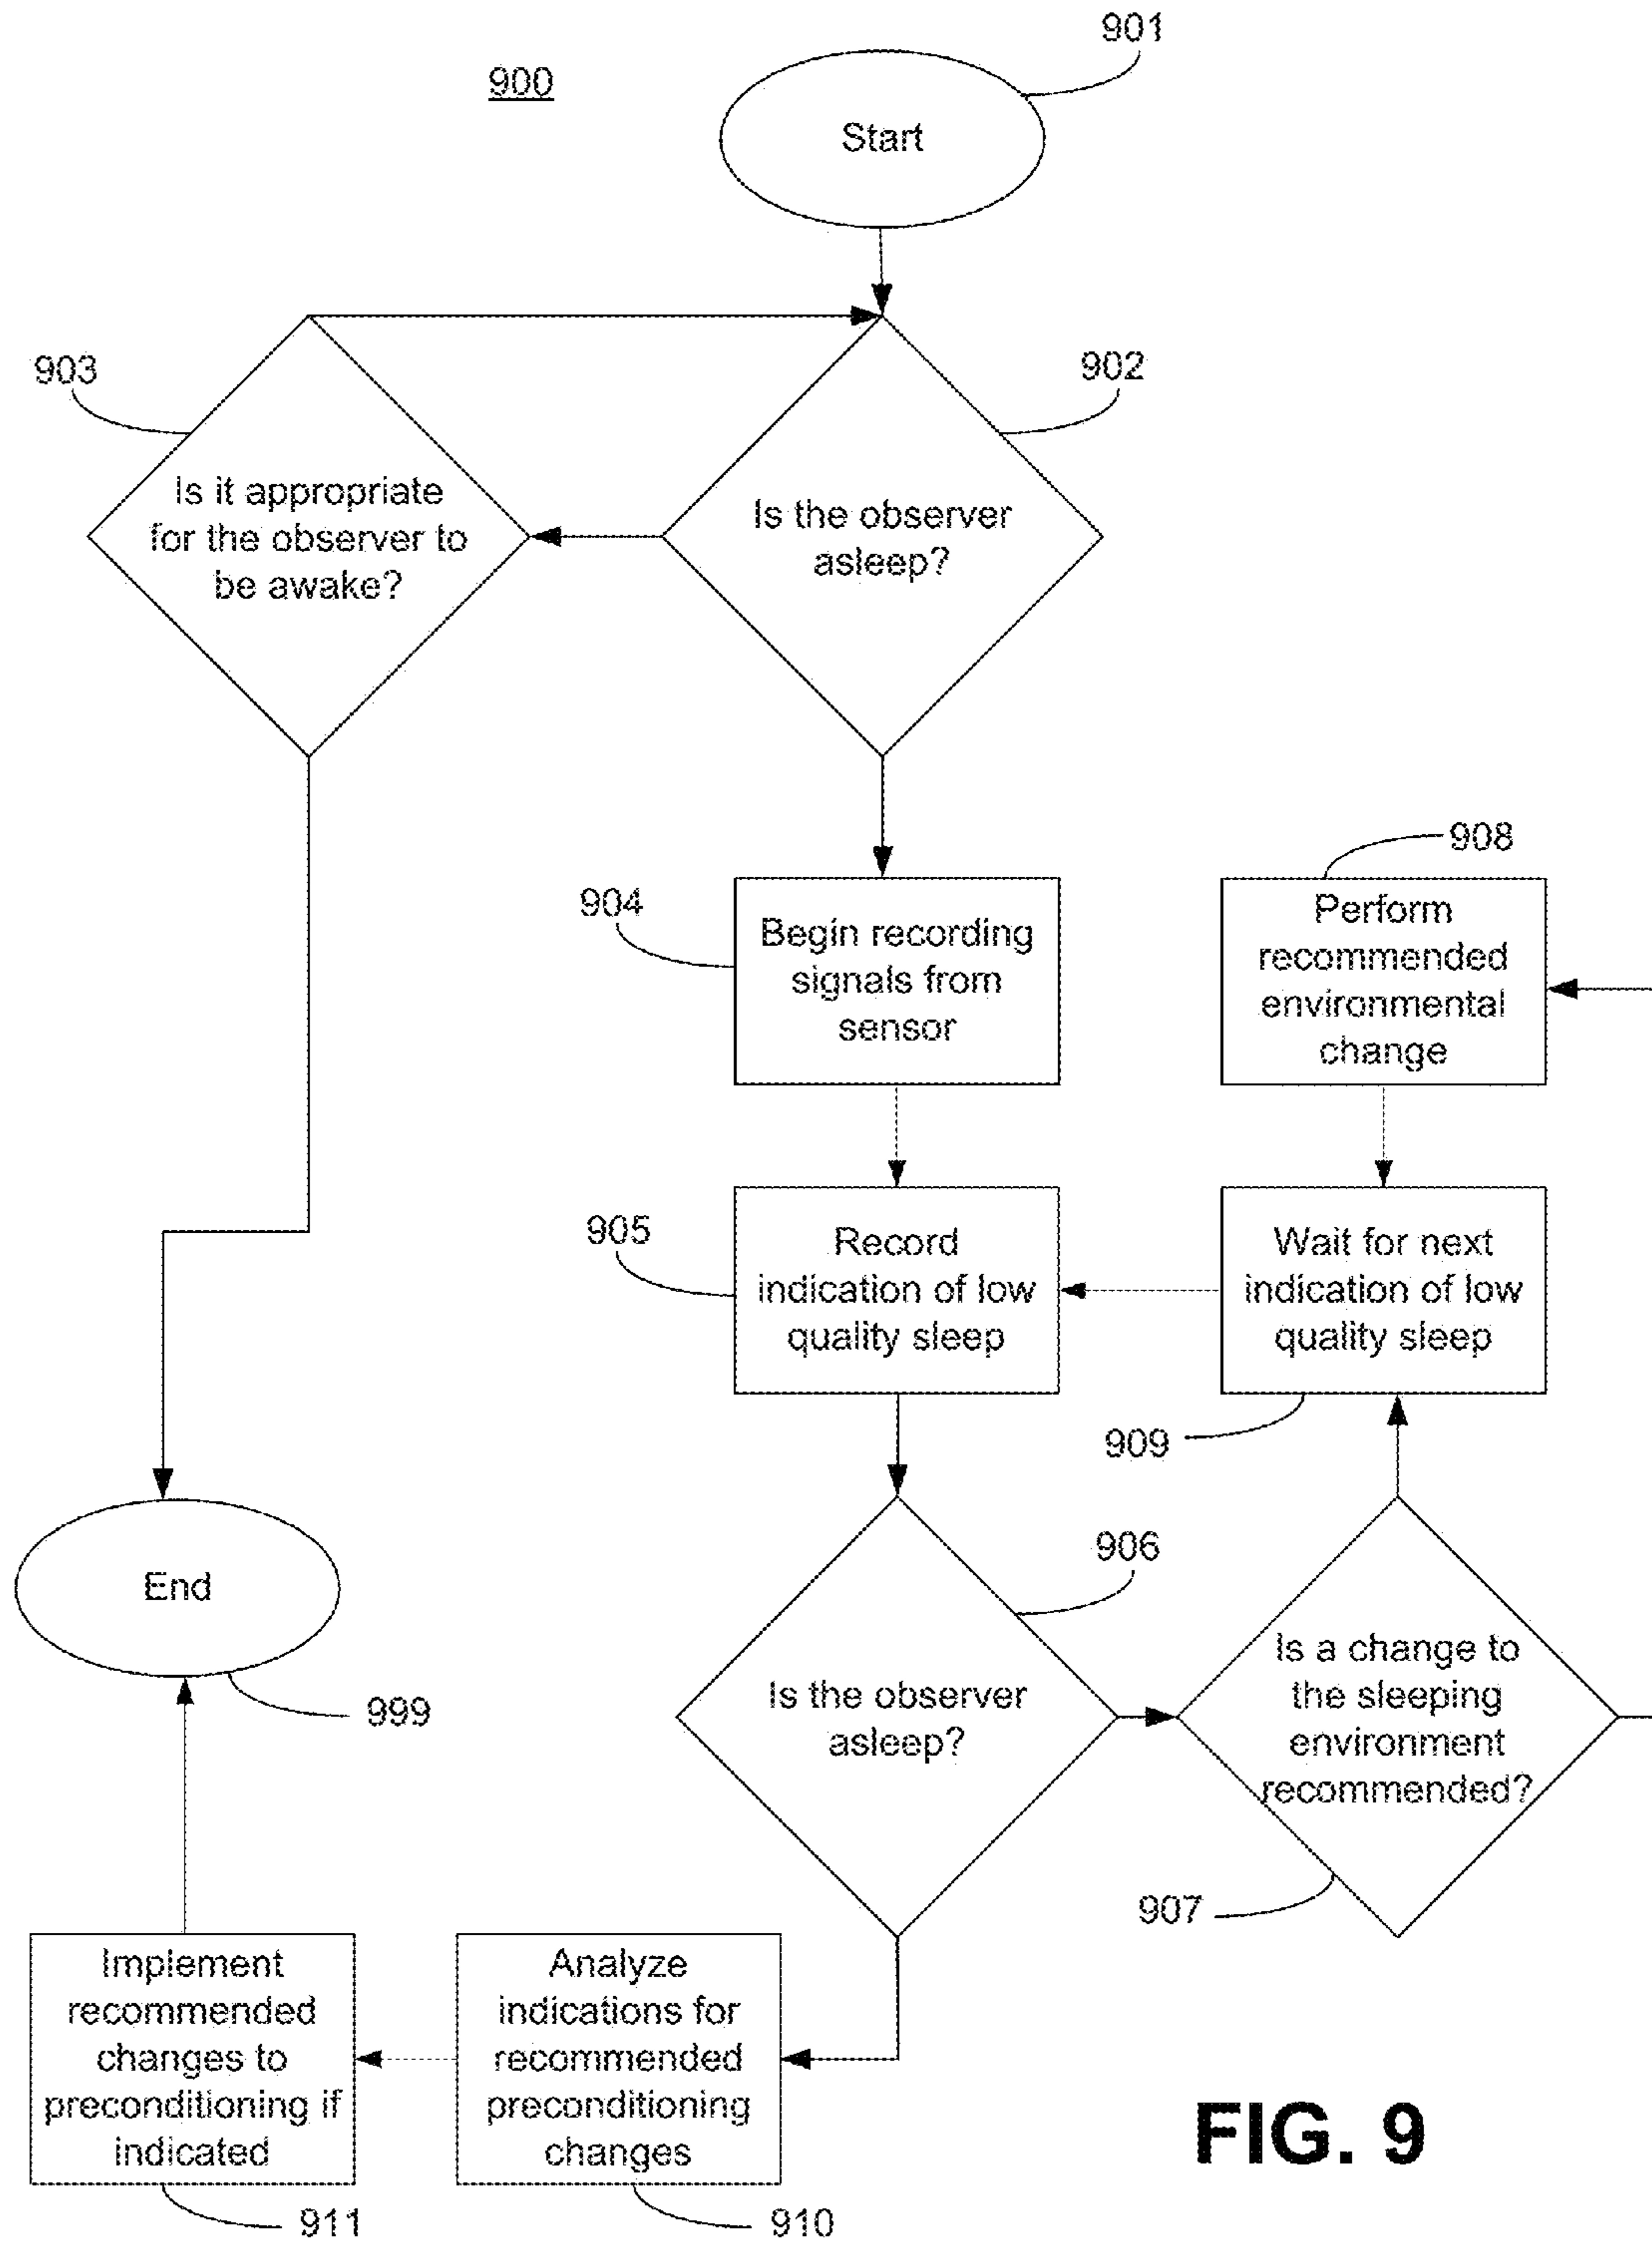 900
901
Start
903
902
Is it appropriate
for the observer to
be awake?
Is the observer
asleep?
904
Begin recording
signals from
sensor
908
Perform
recommended
environmental
change
905
Record
indication of low
quality sleep
Wait for next
indication of low
quality sleep
909
End
999
906
Is the observer
asleep?
Is a change to
the sleeping
environment
recommended?
907
Implement
recommended
changes to
preconditioning if
indicated
911
Analyze
indications for
recommended
preconditioning
changes
910
FIG. 9